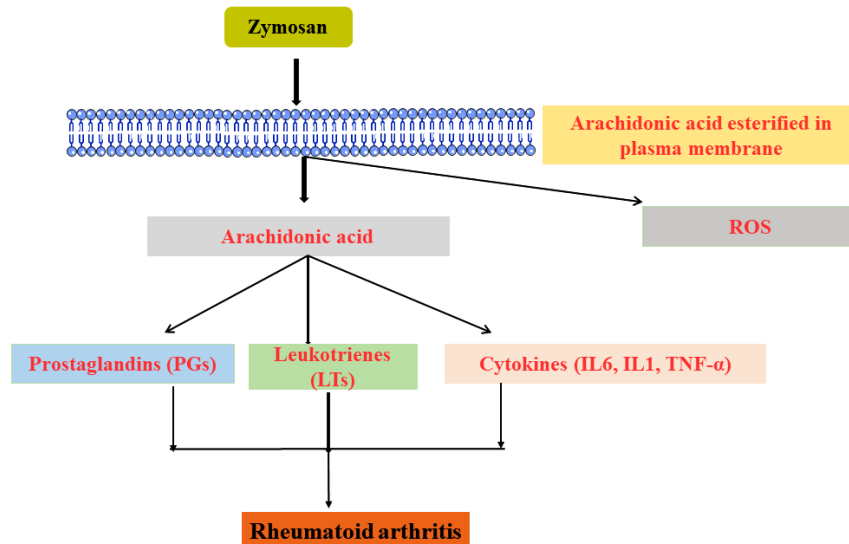 Zymosan
Arachidonic acid esterified in
plasma membrane
Arachidonic acid
ROS
Prostaglandins (PGs)
Leukotrienes
(LTs)
Cytokines (IL6, IL1, TNF-α)
Rheumatoid arthritis